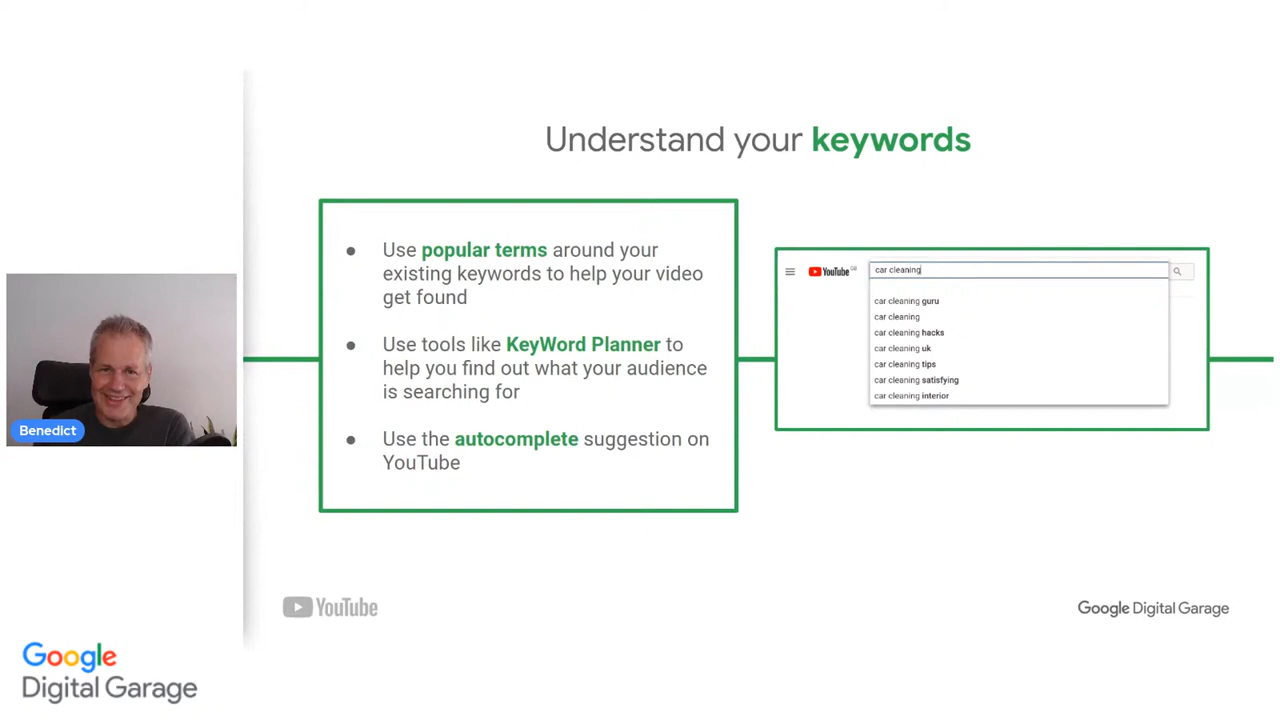 Understand your keywords
● Use popular terms around your
existing keywords to help your video
get found
● Use tools like KeyWord Planner to
help you find out what your audience
is searching for
● Use the autocomplete suggestion on
YouTube
YouTube GB
car cleaning
car cleaning guru
car cleaning
car cleaning hacks
car cleaning uk
car cleaning tips
car cleaning satisfying
car cleaning interior
Benedict
YouTube
Google Digital Garage
Google
Digital Garage